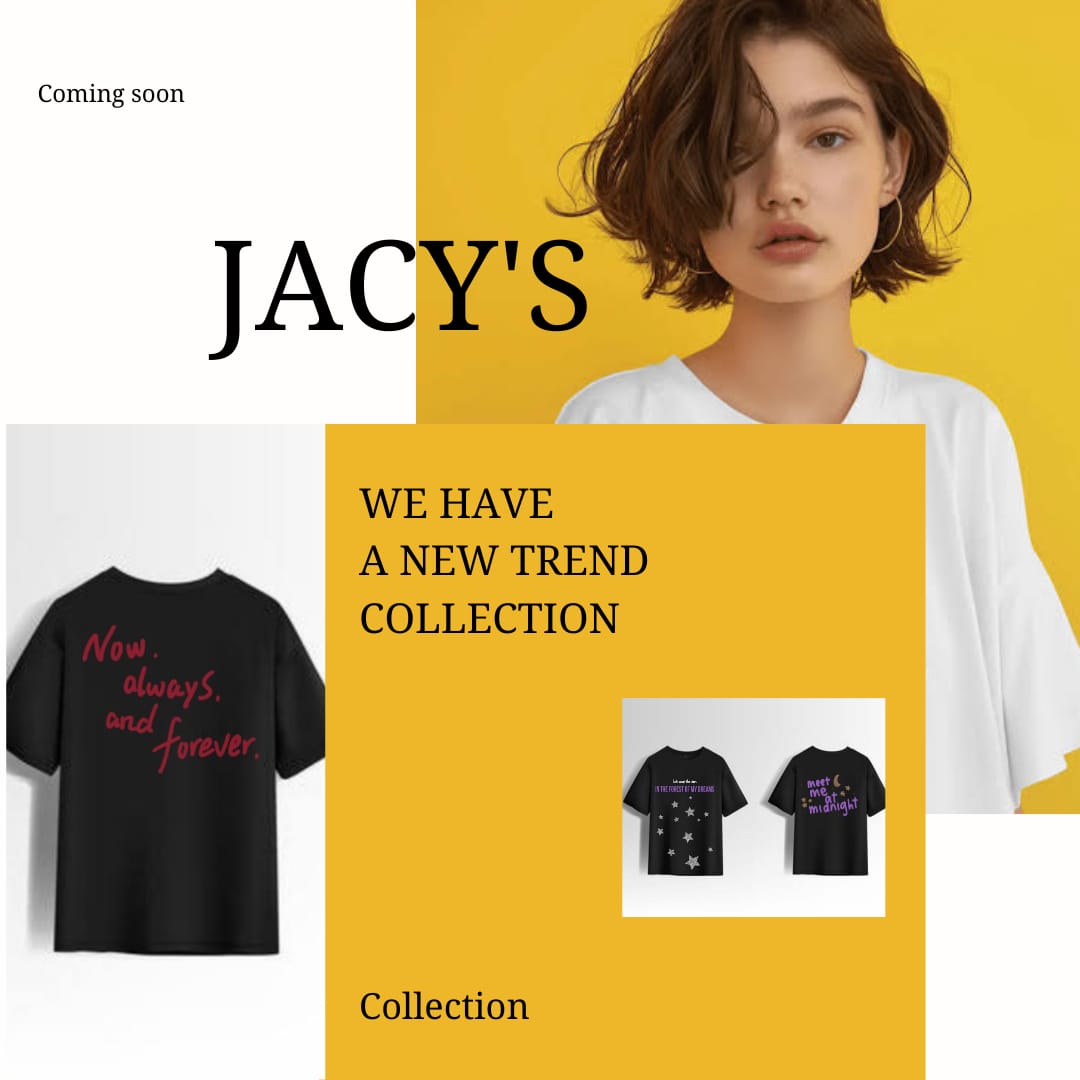 Coming soon
JACY'S
WE HAVE
A NEW TREND
COLLECTION
Now.
always.
and
forever.
IN THE FOREST OF MY DREAMS
meet
me
at
midnight
Collection